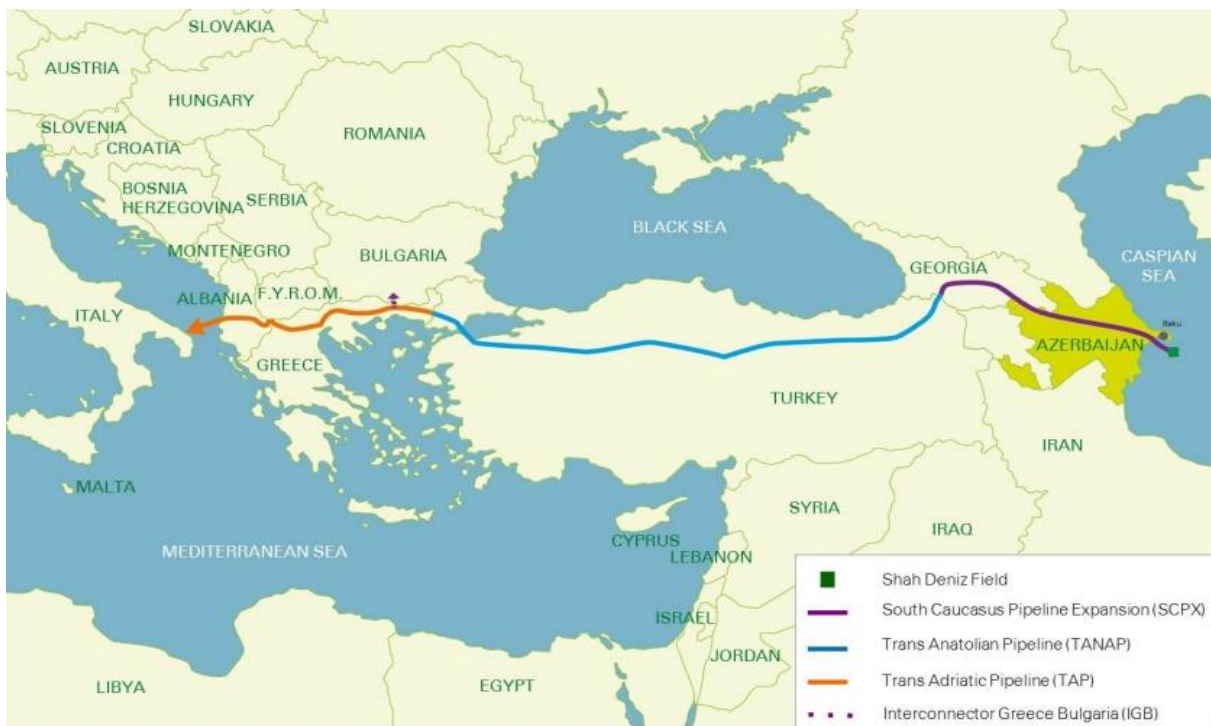 SLOVAKIA
AUSTRIA
HUNGARY
SLOVENIA
CROATIA
ROMANIA
BOSNIA
HERZEGOVINA
SERBIA
MONTENEGRO
BULGARIA
BLACK SEA
GEORGIA
CASPIAN
SEA
ITALY
ALBANIA
F.Y.R.O.M.
Baku
AZERBAIJAN
GREECE
TURKEY
IRAN
MALTA
SYRIA
IRAQ
MEDITERRANEAN SEA
CYPRUS
LEBANON
ISRAEL
JORDAN
LIBYA
EGYPT
Shah Deniz Field
South Caucasus Pipeline Expansion (SCPX)
Trans Anatolian Pipeline (TANAP)
Trans Adriatic Pipeline (TAP)
Interconnector Greece Bulgaria (IGB)